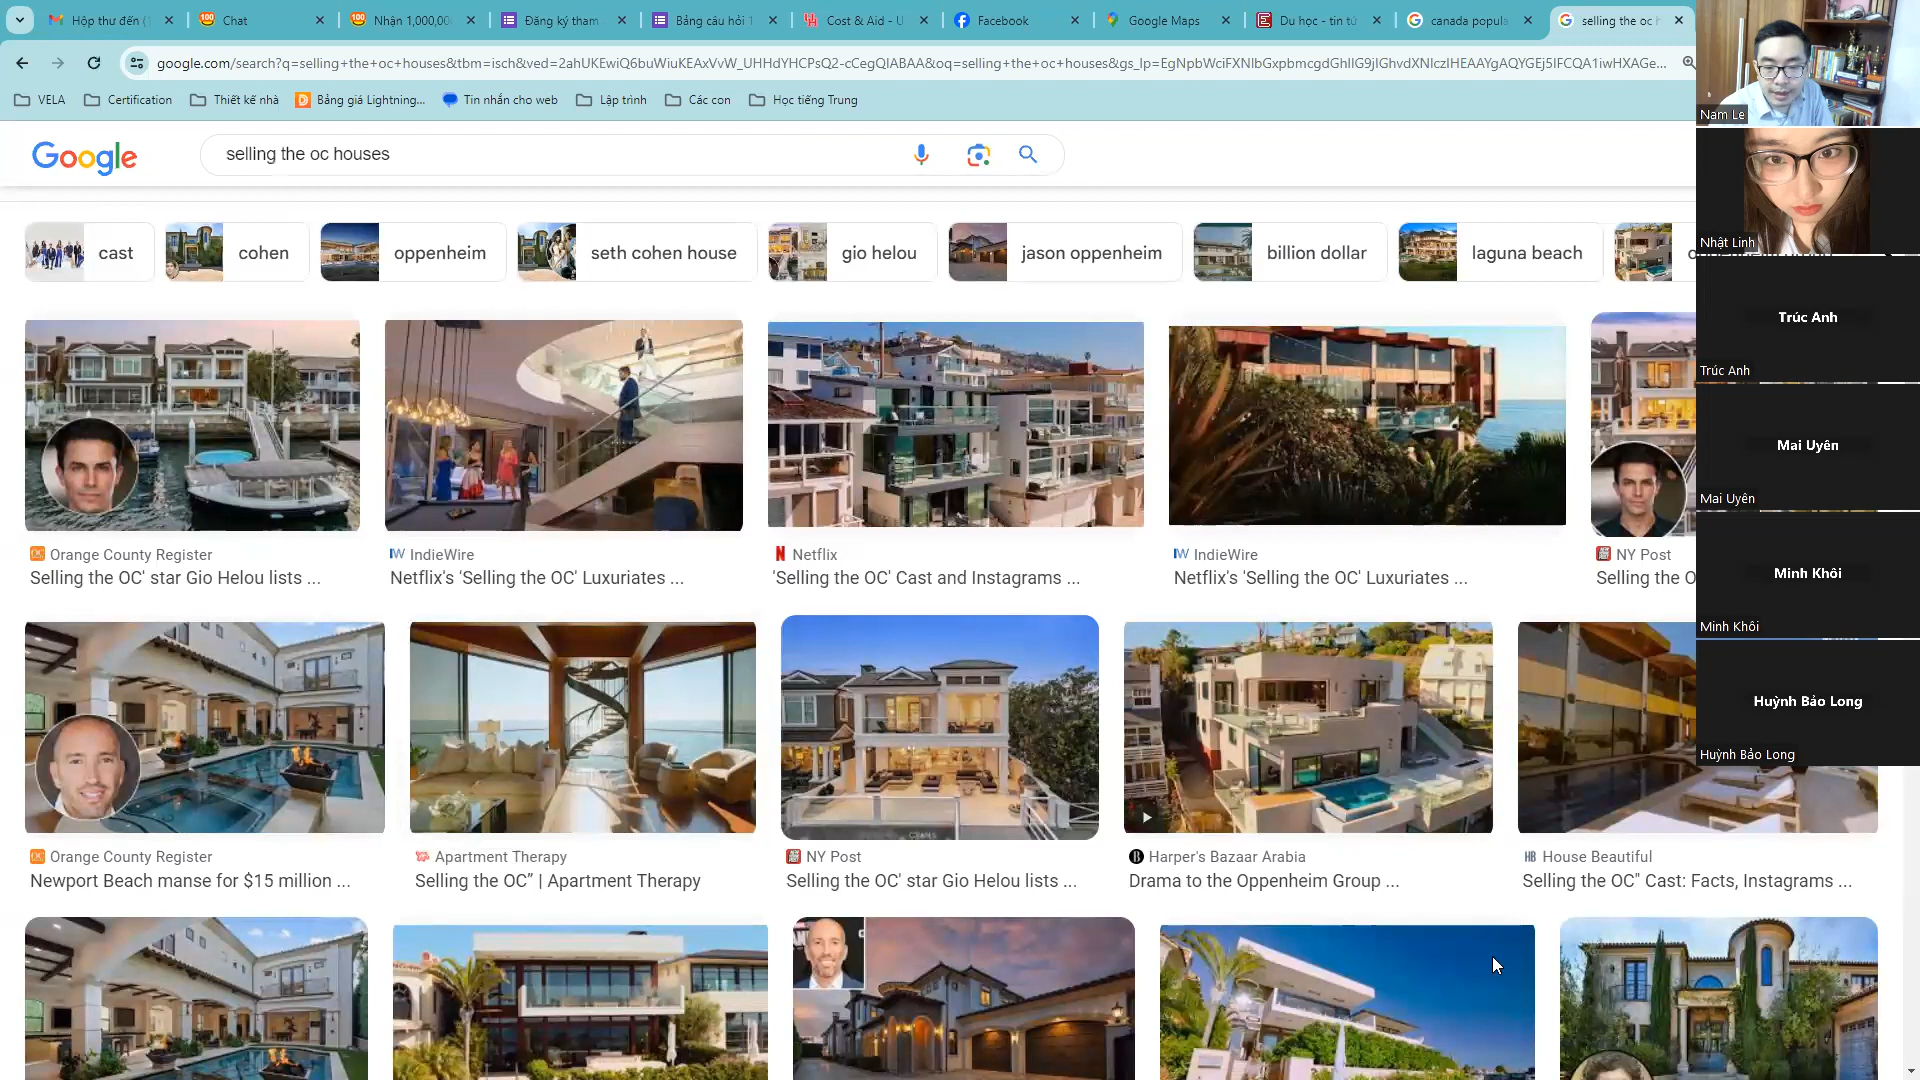 Hộp thư đến (
Chat
Nhận 1,000,00
Đăng ký tham
Bảng câu hỏi 1
Cost & Aid - U
Facebook
Google Maps
Du học - tin tứ
canada popula
selling the oc h
google.com/search?q=selling+the+oc+houses&tbm=isch&ved=2ahUKEwiQ6buWiuKEAxVvW_UHHdYHCPsQ2-cCegQIABAA&oq=selling+the+oc+houses&gs_lp=EgNpbWciFXNlbGxpbmcgdGhlIG9jIGhvdXNlczIHEAAYgAQYGEj5IFCQA1iwHXAGe...
VELA
Certification
Thiết kế nhà
Bảng giá Lightning...
Tin nhắn cho web
Lập trình
Các con
Học tiếng Trung
Google
selling the oc houses
cast
cohen
oppenheim
seth cohen house
gio helou
jason oppenheim
billion dollar
laguna beach
Orange County Register
Selling the OC' star Gio Helou lists ...
IndieWire
Netflix's 'Selling the OC' Luxuriates ...
Netflix
'Selling the OC' Cast and Instagrams ...
IndieWire
Netflix's 'Selling the OC' Luxuriates ...
NY Post
Selling the O
Orange County Register
Newport Beach manse for $15 million ...
Apartment Therapy
Selling the OC” | Apartment Therapy
NY Post
Selling the OC' star Gio Helou lists ...
Harper's Bazaar Arabia
Drama to the Oppenheim Group ...
House Beautiful
Selling the OC" Cast: Facts, Instagrams ...
Nam Le
Nhật Linh
Trúc Anh
Trúc Anh
Mai Uyên
Mai Uyên
Minh Khôi
Minh Khôi
Huỳnh Bảo Long
Huỳnh Bảo Long